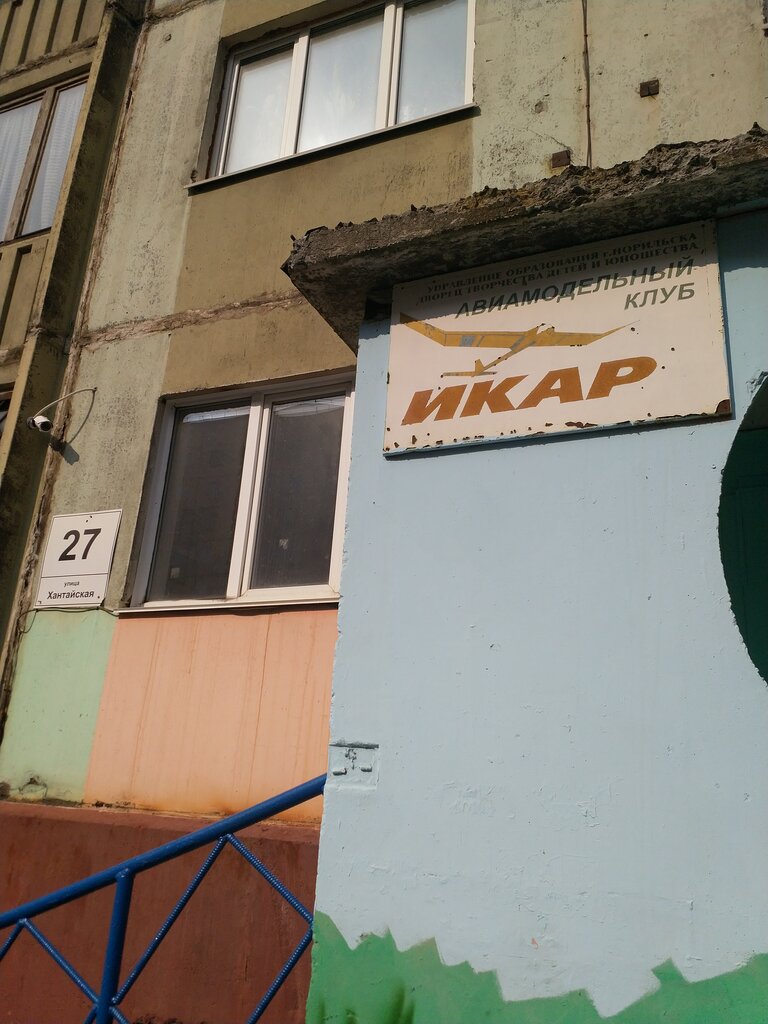 УПРАВЛЕНИЕ ОБРАЗОВАНИЯ г.НОРИЛЬСКА
ДВОРЕЦ ТВОРЧЕСТВА ДЕТЕЙ И ЮНОШЕСТВА
АВИАМОДЕЛЬНЫЙ
КЛУБ
ИКАР
27
улица
Хантайская